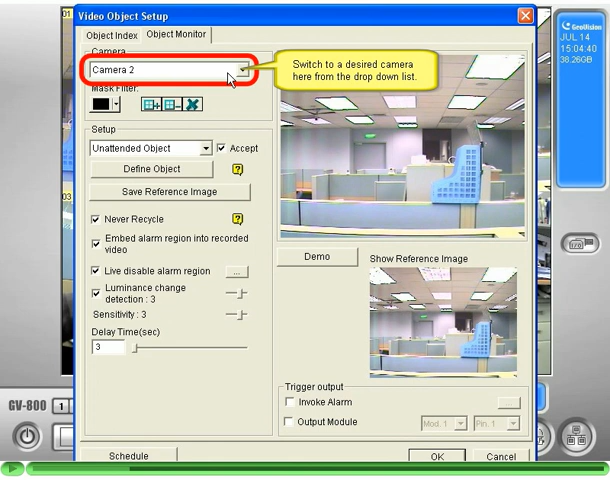 01
Video Object Setup
Object Index
Object Monitor
GeoVision
JUL.14
15:04:40
38.26GB
Camera
Camera 2
Switch to a desired camera
here from the drop down list.
Mask Filter:
Setup
Unattended Object
Accept
Define Object
Save Reference Image
03
Never Recycle
Embed alarm region into recorded
video
Live disable alarm region
...
Luminance change
detection : 3
Sensitivity : 3
Delay Time(sec)
3
Demo
Show Reference Image
Trigger output
Invoke Alarm
...
Output Module
Mod. 1
Pin. 1
I/O
GV-800
1
Schedule
OK
Cancel